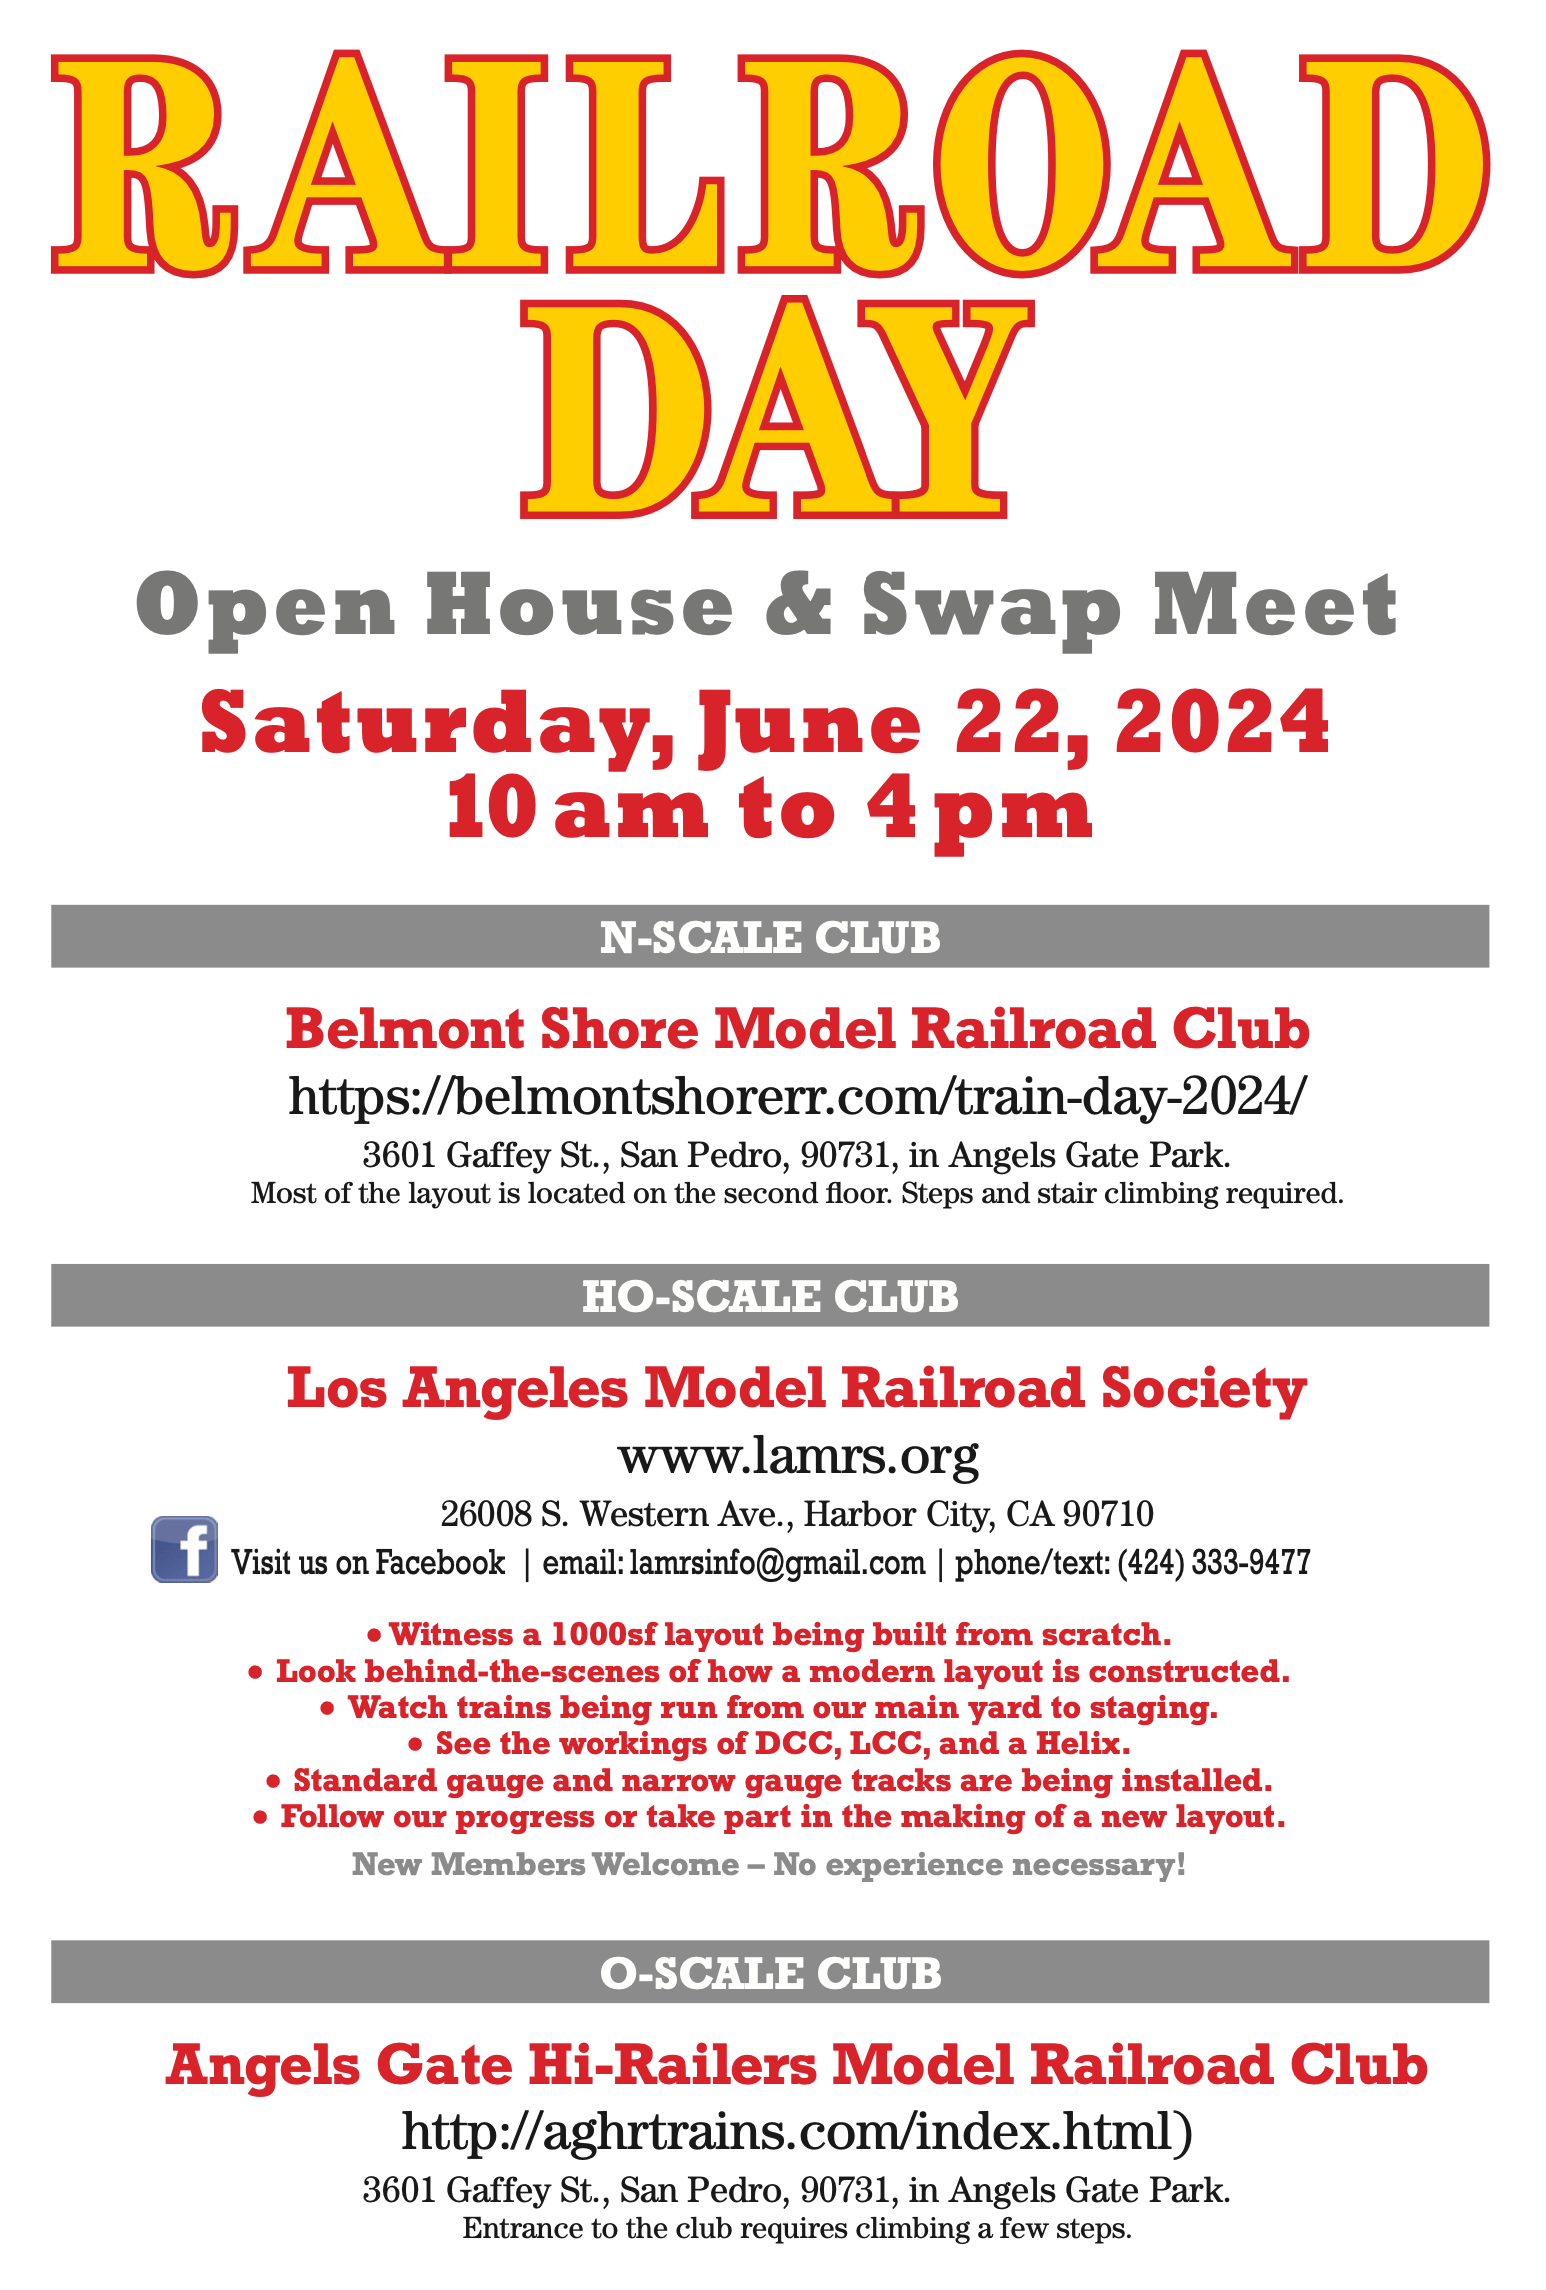 RAILROAD
DAY
Open House & Swap Meet
Saturday, June 22, 2024
10 am to 4 pm
N-SCALE CLUB
Belmont Shore Model Railroad Club
https://belmontshorerr.com/train-day-2024/
3601 Gaffey St., San Pedro, 90731, in Angels Gate Park.
Most of the layout is located on the second floor. Steps and stair climbing required.
HO-SCALE CLUB
Los Angeles Model Railroad Society
www.lamrs.org
26008 S. Western Ave., Harbor City, CA 90710
f Visit us on Facebook | email: lamrsinfo@gmail.com | phone/text: (424) 333-9477
• Witness a 1000sf layout being built from scratch.
• Look behind-the-scenes of how a modern layout is constructed.
• Watch trains being run from our main yard to staging.
• See the workings of DCC, LCC, and a Helix.
• Standard gauge and narrow gauge tracks are being installed.
• Follow our progress or take part in the making of a new layout.
New Members Welcome – No experience necessary!
O-SCALE CLUB
Angels Gate Hi-Railers Model Railroad Club
http://aghrtrains.com/index.html)
3601 Gaffey St., San Pedro, 90731, in Angels Gate Park.
Entrance to the club requires climbing a few steps.